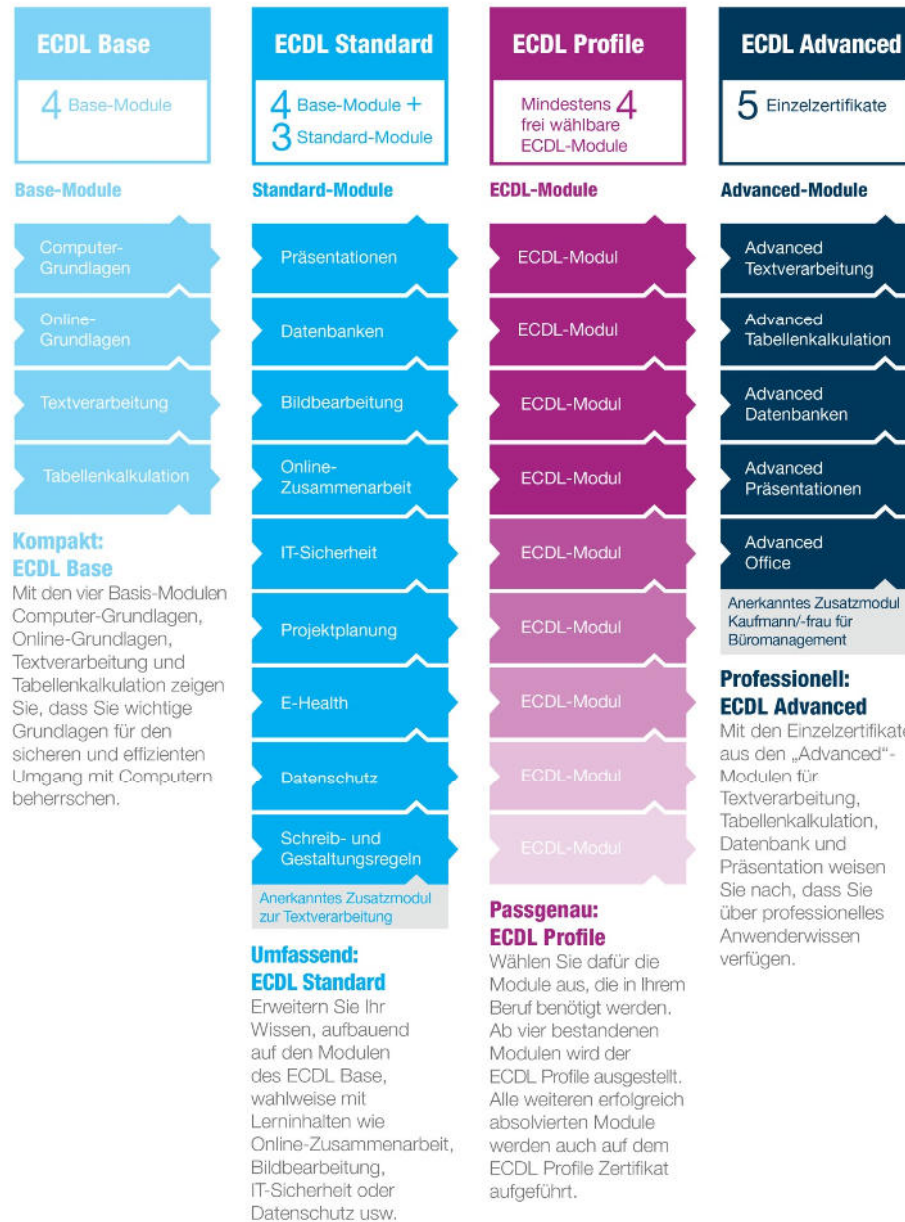 ECDL Base
4 Base-Module
Base-Module
Computer-
Grundlagen
Online-
Grundlagen
Textverarbeitung
Tabellenkalkulation
Kompakt:
ECDL Base
Mit den vier Basis-Modulen
Computer-Grundlagen,
Online-Grundlagen,
Textverarbeitung und
Tabellenkalkulation zeigen
Sie, dass Sie wichtige
Grundlagen für den
sicheren und effizienten
Umgang mit Computern
beherrschen.
ECDL Standard
4 Base-Module +
3 Standard-Module
Standard-Module
Präsentationen
Datenbanken
Bildbearbeitung
Online-
Zusammenarbeit
IT-Sicherheit
Projektplanung
E-Health
Datenschutz
Schreib- und
Gestaltungsregeln
Anerkanntes Zusatzmodul
zur Textverarbeitung
Umfassend:
ECDL Standard
Erweitern Sie Ihr
Wissen, aufbauend
auf den Modulen
des ECDL Base,
wahlweise mit
Lerninhalten wie
Online-Zusammenarbeit,
Bildbearbeitung,
IT-Sicherheit oder
Datenschutz usw.
ECDL Profile
Mindestens 4
frei wählbare
ECDL-Module
ECDL-Module
ECDL-Modul
ECDL-Modul
ECDL-Modul
ECDL-Modul
ECDL-Modul
ECDL-Modul
ECDL-Modul
ECDL-Modul
ECDL-Modul
Passgenau:
ECDL Profile
Wählen Sie dafür die
Module aus, die in Ihrem
Beruf benötigt werden.
Ab vier bestandenen
Modulen wird der
ECDL Profile ausgestellt.
Alle weiteren erfolgreich
absolvierten Module
werden auch auf dem
ECDL Profile Zertifikat
aufgeführt.
ECDL Advanced
5 Einzelzertifikate
Advanced-Module
Advanced
Textverarbeitung
Advanced
Tabellenkalkulation
Advanced
Datenbanken
Advanced
Präsentationen
Advanced
Office
Anerkanntes Zusatzmodul
Kaufmann/-frau für
Büromanagement
Professionell:
ECDL Advanced
Mit den Einzelzertifikate
aus den „Advanced“-
Modulen für
Textverarbeitung,
Tabellenkalkulation,
Datenbank und
Präsentation weisen
Sie nach, dass Sie
über professionelles
Anwenderwissen
verfügen.